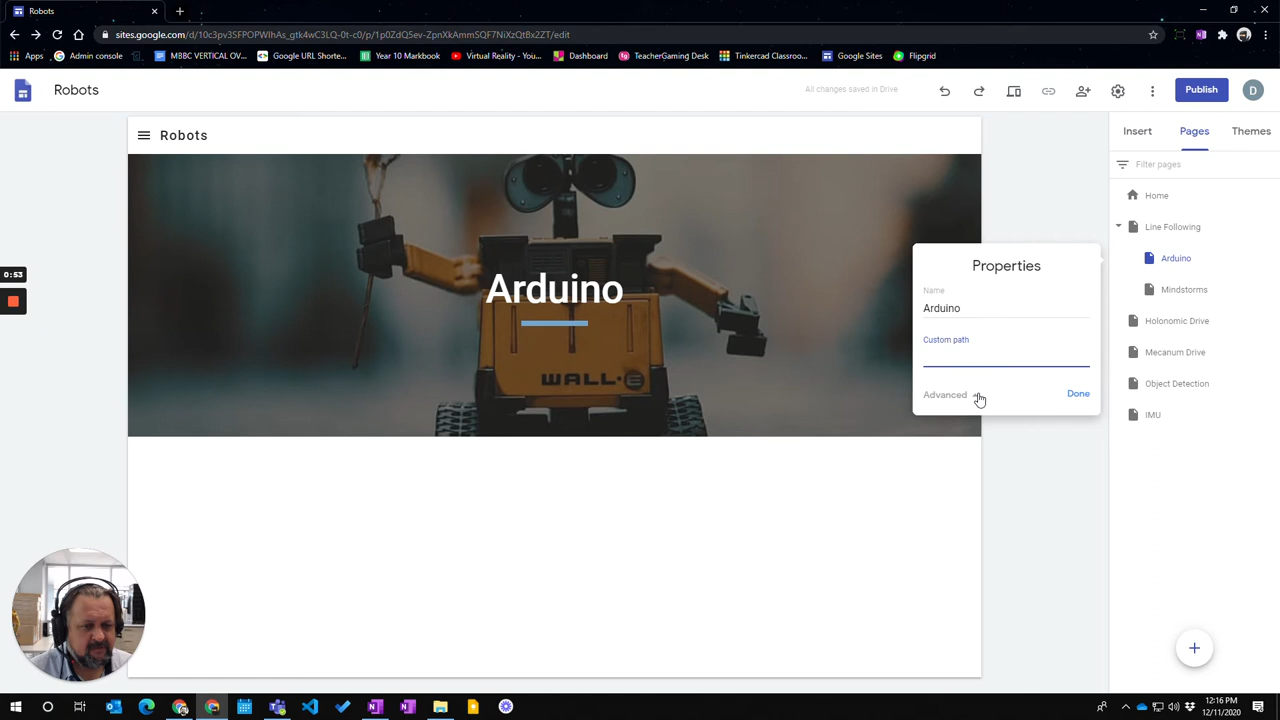 Robots
sites.google.com/d/10c3pv3SFPOPWIhAs_gtk4wC3LQ-0t-c0/p/1p0ZdQ5ev-ZpnXkAmmSQF7NiXzQtBx2ZT/edit
Apps
Admin console
M8BC VERTICAL OV...
Google URL Shorte...
Year 10 Markbook
Virtual Reality - You...
Dashboard
TeacherGaming Desk
Tinkercad Classroo...
Google Sites
Flipgrid
Robots
All changes saved in Drive
Publish
D
Robots
Insert
Pages
Themes
Filter pages
Home
Line Following
Arduino
Mindstorms
Holonomic Drive
Mecanum Drive
Object Detection
IMU
Arduino
WALL·E
Properties
Name
Arduino
Custom path
Advanced
Done
0:53
12:16 PM
12/11/2020